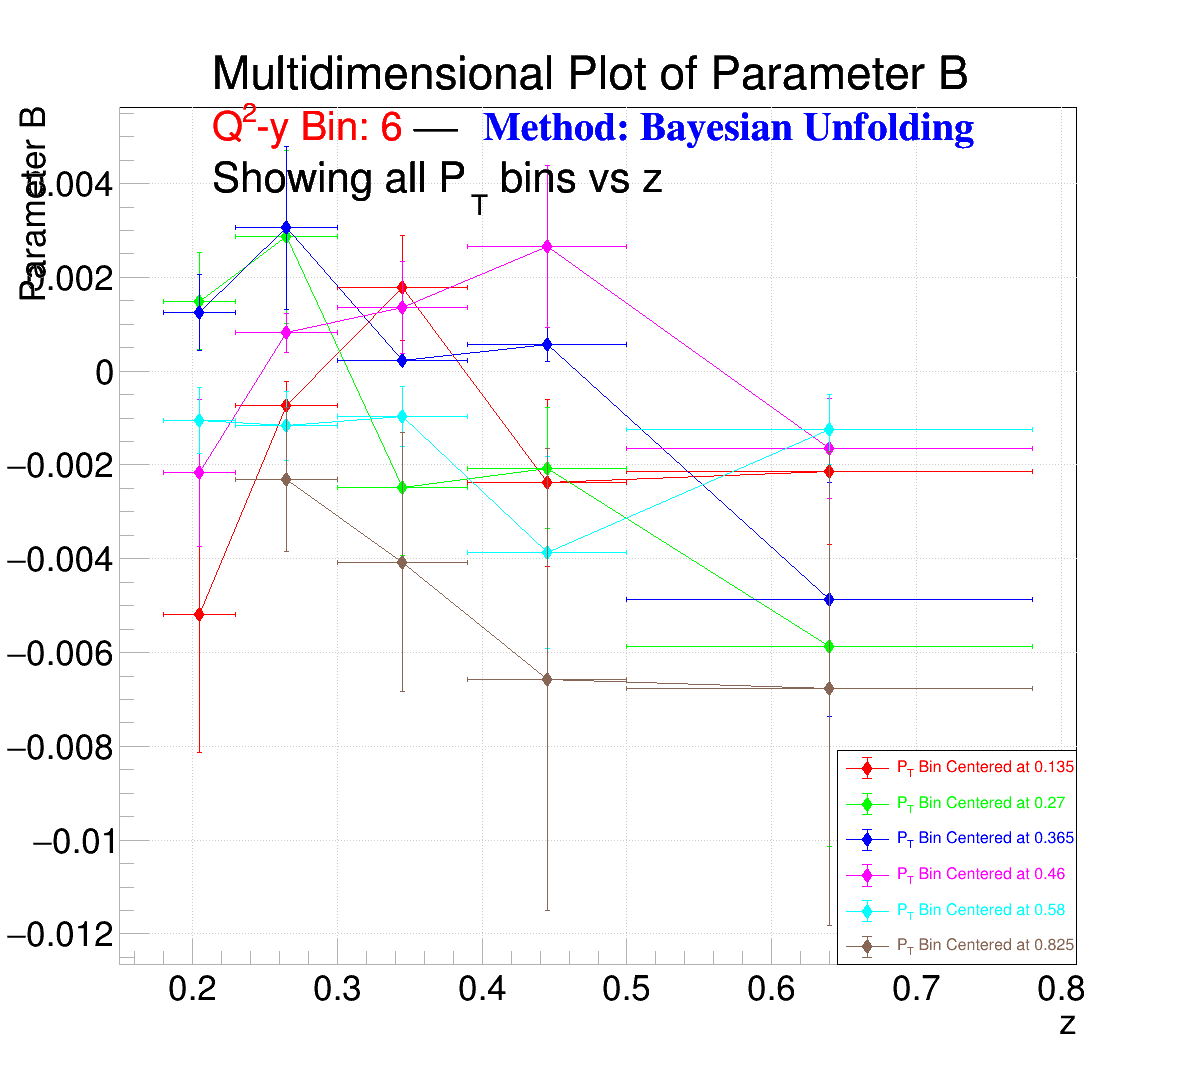 Multidimensional Plot of Parameter B
Q2-y Bin: 6 — Method: Bayesian Unfolding
Showing all PT bins vs z
Parameter B
0.004
0.002
0
−0.002
−0.004
−0.006
−0.008
−0.01
−0.012
PT Bin Centered at 0.135
PT Bin Centered at 0.27
PT Bin Centered at 0.365
PT Bin Centered at 0.46
PT Bin Centered at 0.58
PT Bin Centered at 0.825
0.2 0.3 0.4 0.5 0.6 0.7 0.8
z